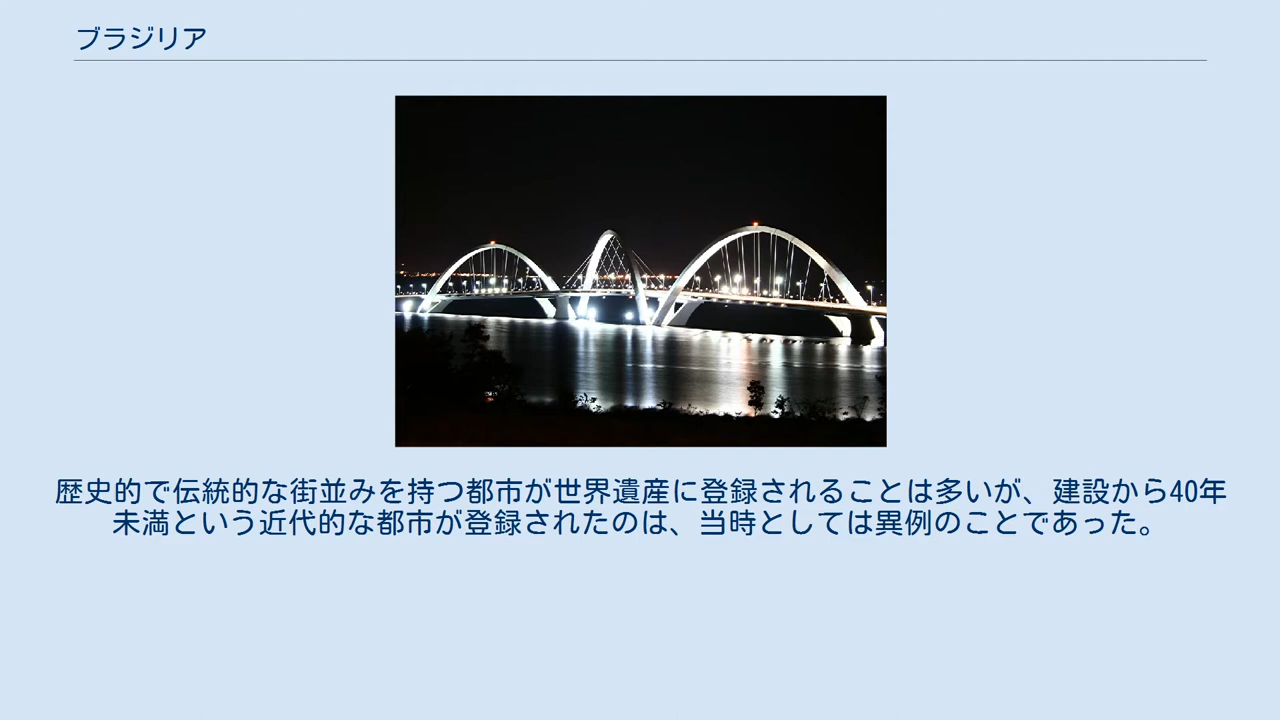 ブラジリア
歴史的で伝統的な街並みを持つ都市が世界遺産に登録されることは多いが、建設から40年
未満という近代的な都市が登録されたのは、当時としては異例のことであった。